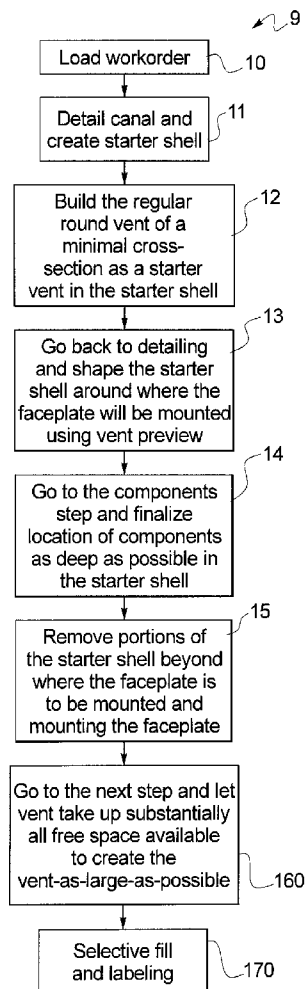 9
Load workorder
10
Detail canal and
create starter shell
11
Build the regular
round vent of a
minimal cross-
section as a starter
vent in the starter
shell
12
Go back to detailing
and shape the starter
shell around where the
faceplate will be mounted
using vent preview
13
Go to the components
step and finalize
location of components
as deep as possible in
the starter shell
14
Remove portions of
the starter shell beyond
where the faceplate is
to be mounted and
mounting the faceplate
15
Go to the next step and let
vent take up substantially
all free space available
to create the
vent-as-large-as-possible
160
Selective fill
and labeling
170